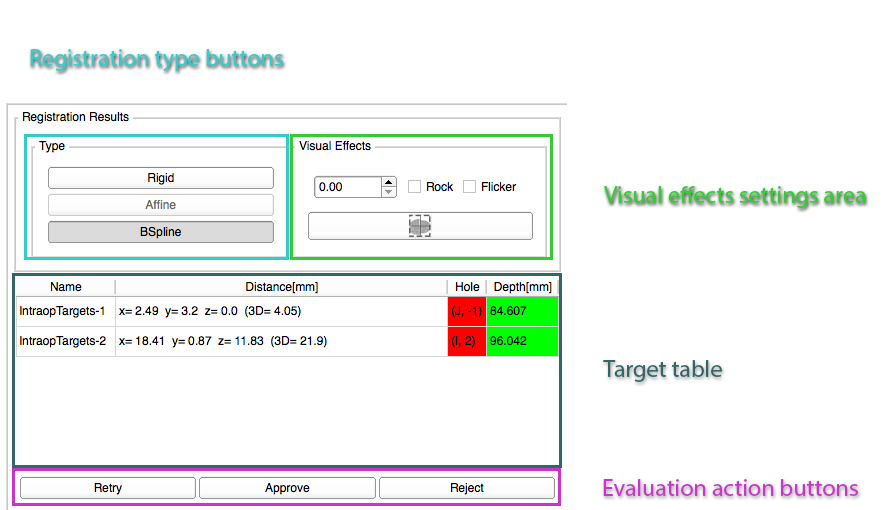 Registration type buttons
Registration Results
Type
Visual Effects
Rigid
0.00 Rock Flicker
Visual effects settings area
Affine
BSpline
Name Distance[mm] Hole Depth[mm]
IntraopTargets-1 x= 2.49 y= 3.2 z= 0.0 (3D= 4.05) (J, -1) 84.607
IntraopTargets-2 x= 18.41 y= 0.87 z= 11.83 (3D= 21.9) (I, 2) 96.042
Target table
Retry Approve Reject
Evaluation action buttons